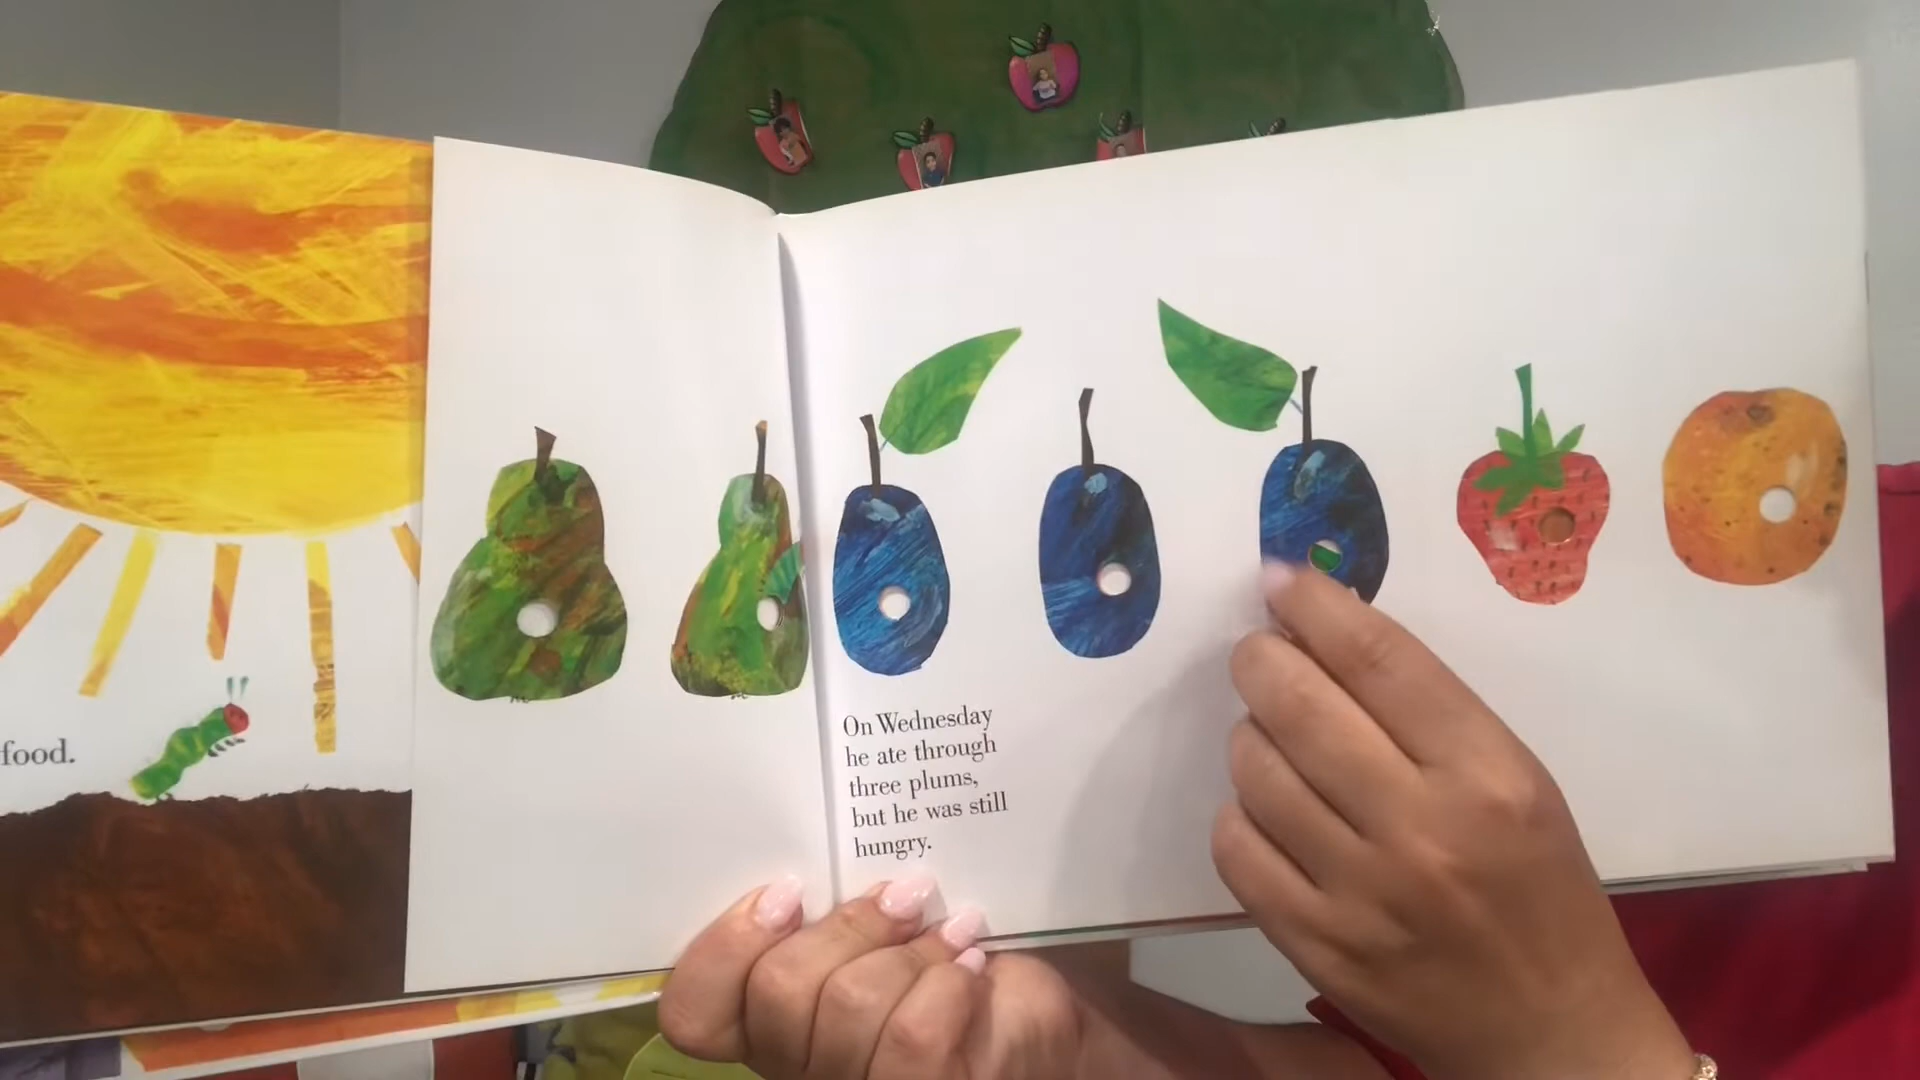 food.
On Wednesday
he ate through
three plums,
but he was still
hungry.